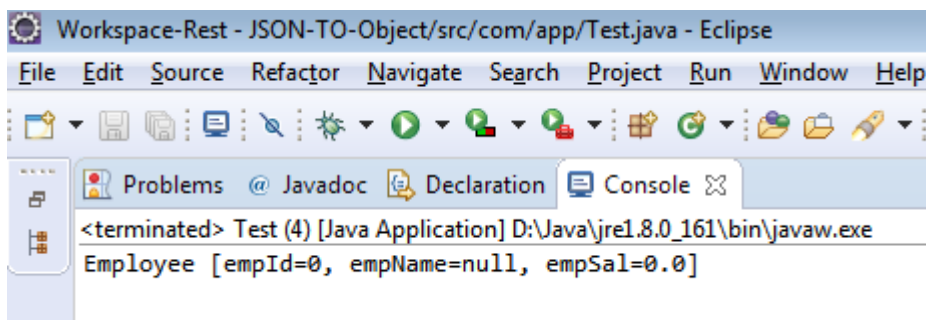 Workspace-Rest - JSON-TO-Object/src/com/app/Test.java - Eclipse
File Edit Source Refactor Navigate Search Project Run Window Help
Problems @ Javadoc Declaration Console
<terminated> Test (4) [Java Application] D:\Java\jre1.8.0_161\bin\javaw.exe
Employee [empId=0, empName=null, empSal=0.0]